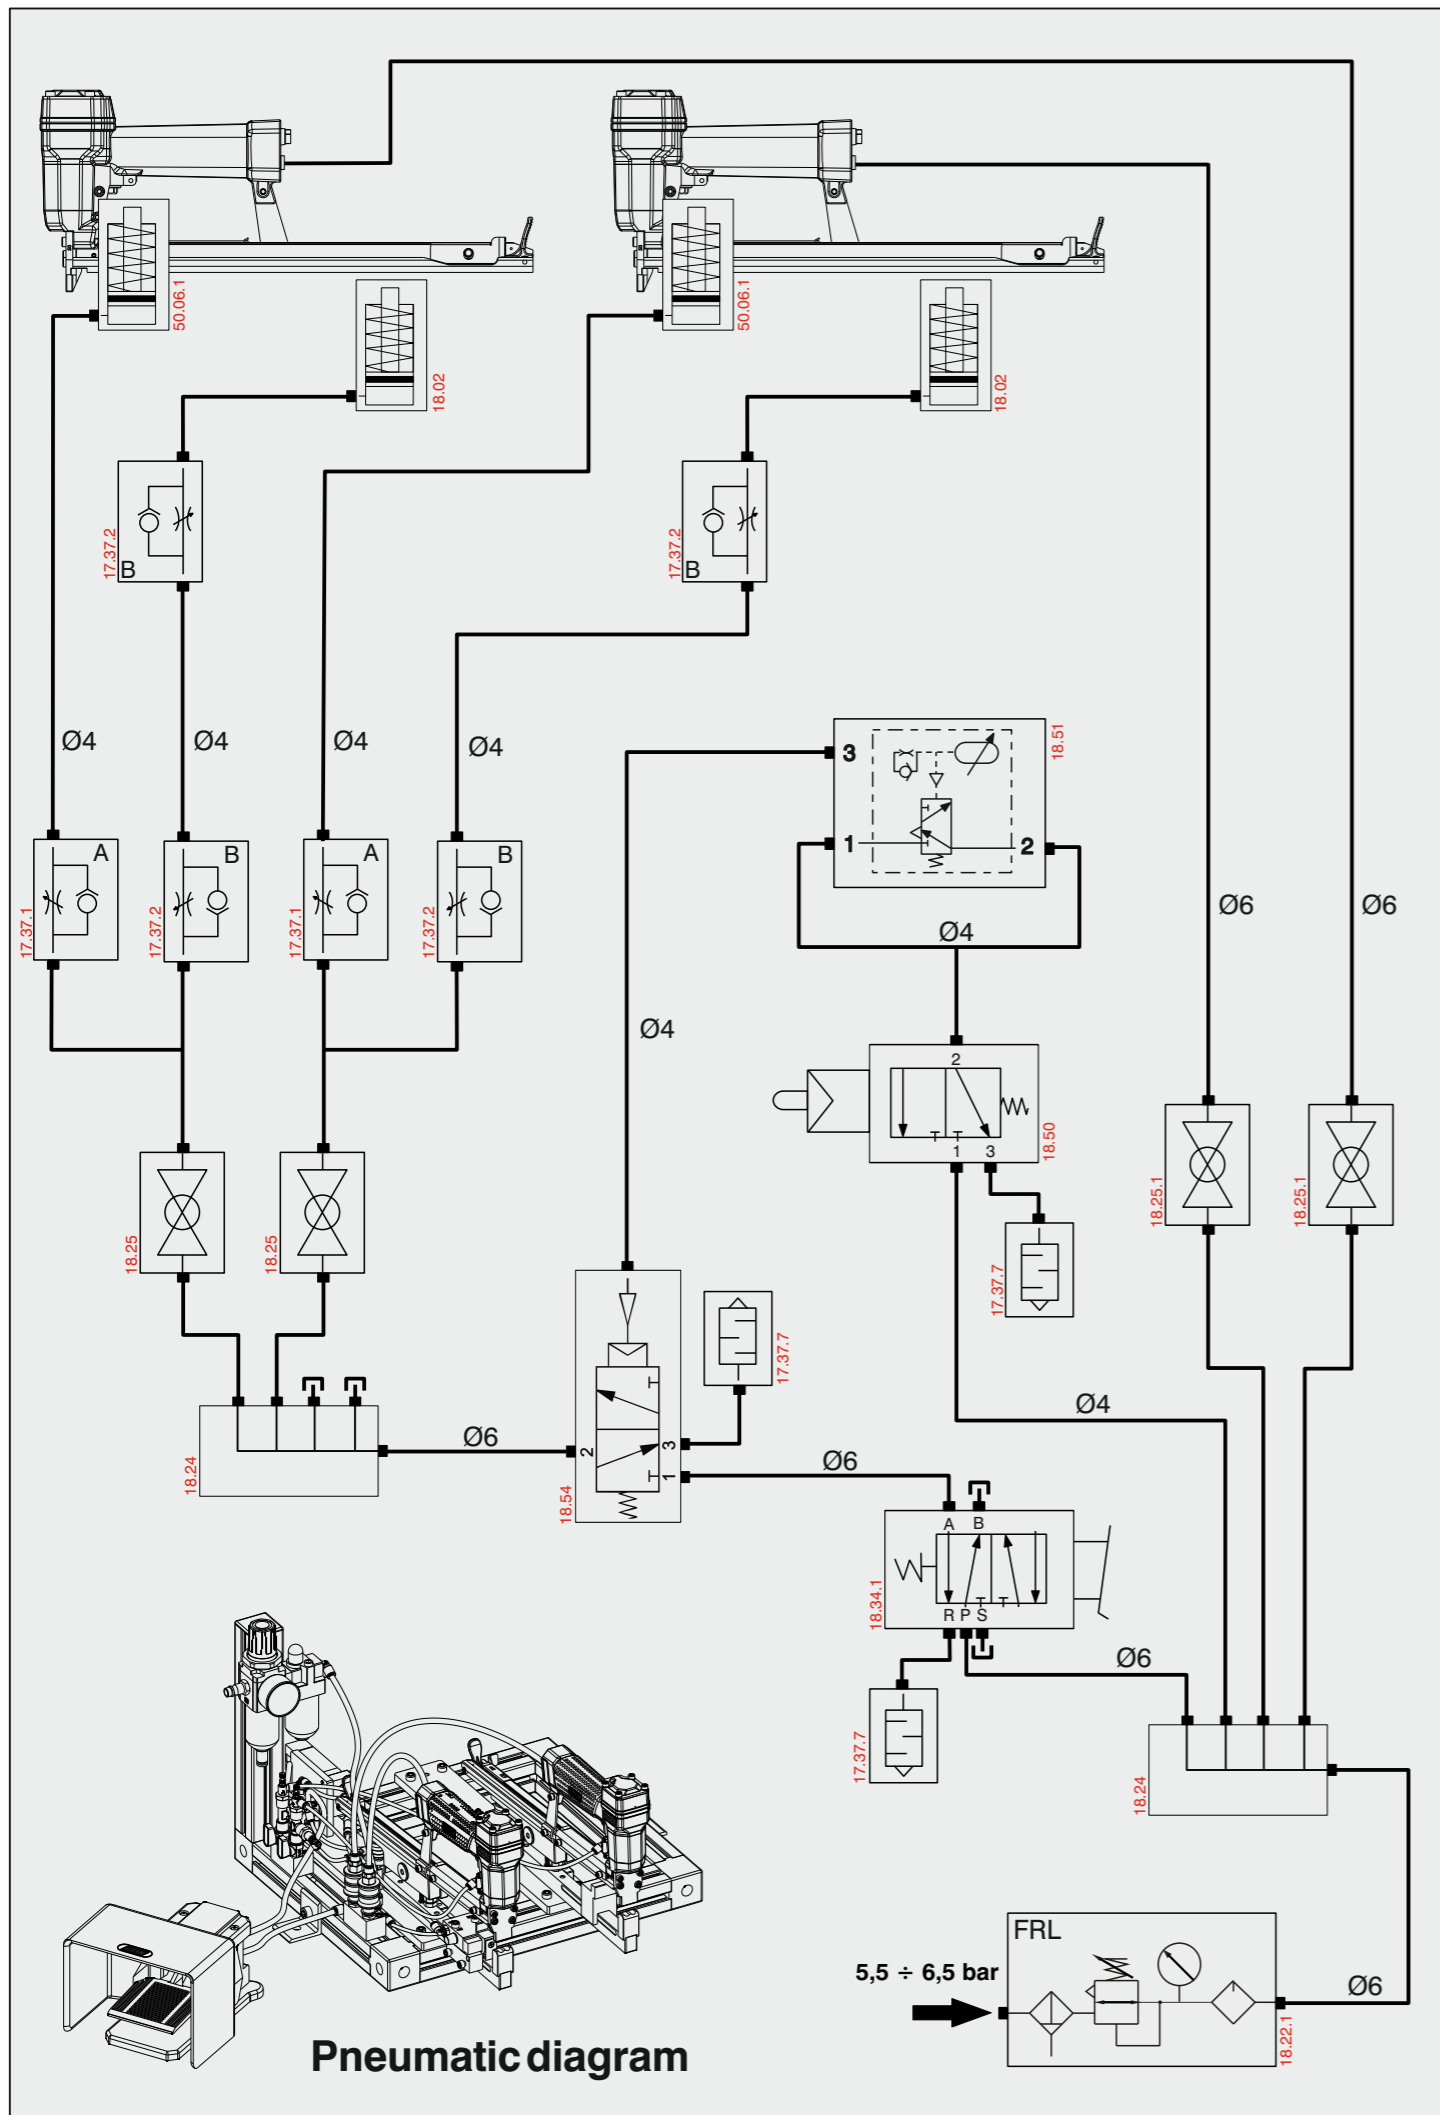 50.06.1
50.06.1
18.02
18.02
17.37.2
B
17.37.2
B
Ø4
Ø4
Ø4
Ø4
3
18.51
1
2
A
17.37.1
B
17.37.2
A
17.37.1
B
17.37.2
Ø4
Ø6
Ø6
Ø4
2
1
3
18.50
18.25
18.25
18.25.1
18.25.1
17.37.7
17.37.7
Ø4
Ø6
2
3
1
18.54
18.24
Ø6
A B
R P S
18.34.1
Ø6
17.37.7
18.24
FRL
5,5 ÷ 6,5 bar
Ø6
18.22.1
Pneumatic diagram